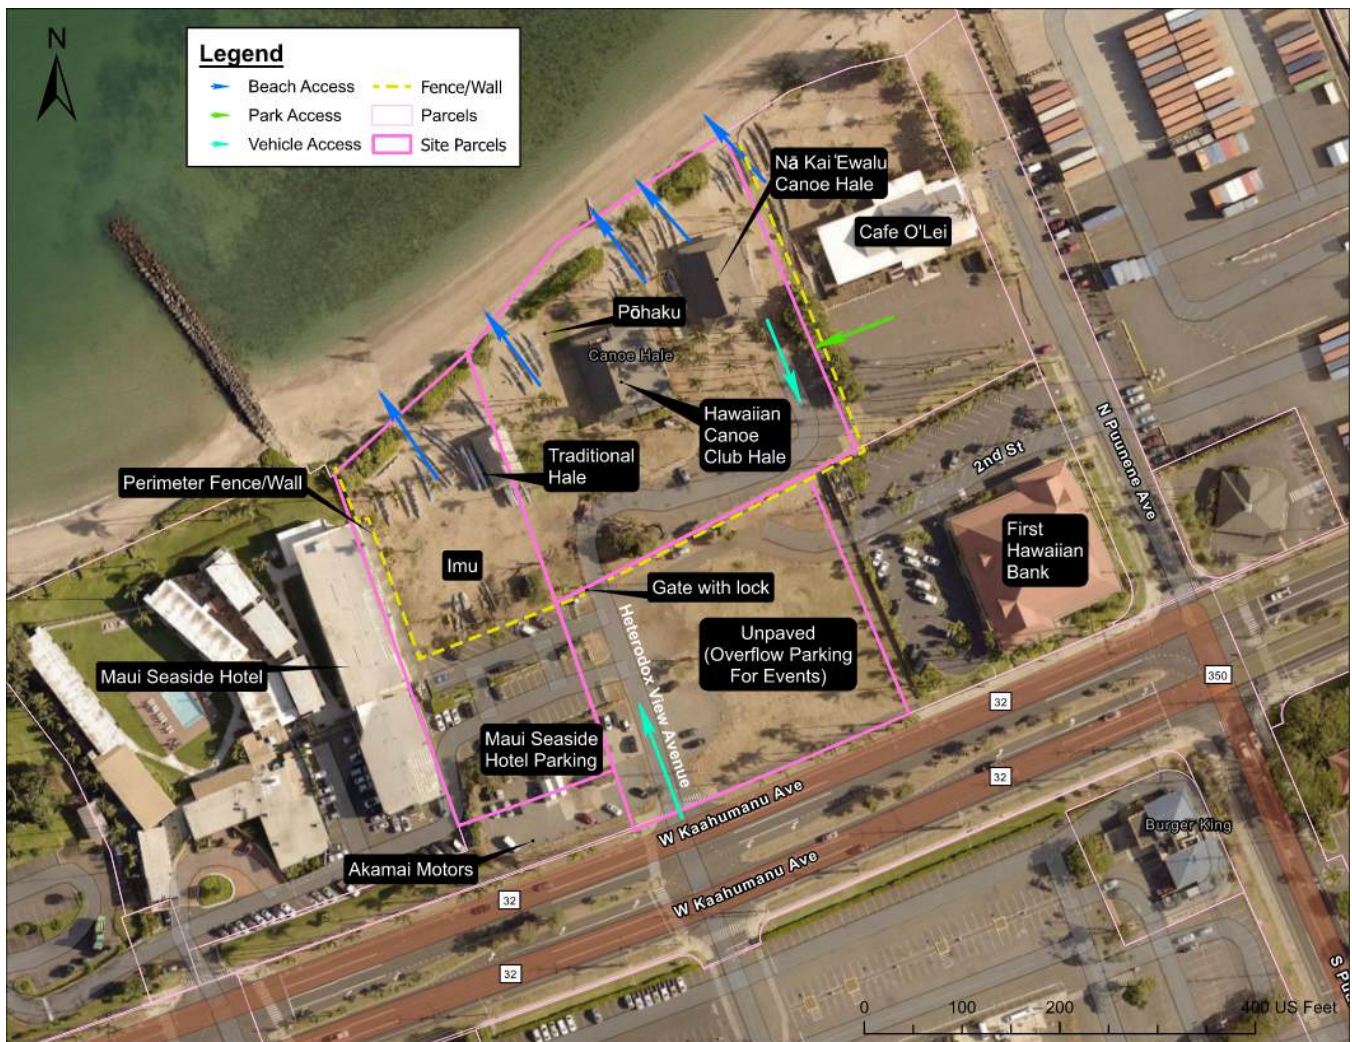 N
Legend
Beach Access
Fence/Wall
Park Access
Parcels
Vehicle Access
Site Parcels
Nā Kai ʻEwalu
Canoe Hale
Cafe O'Lei
Pōhaku
Canoe Hale
Hawaiian
Canoe
Club Hale
Traditional
Hale
Perimeter Fence/Wall
Imu
2nd St
N Puunene Ave
First
Hawaiian
Bank
Gate with lock
Heterodox View Avenue
Unpaved
(Overflow Parking
For Events)
Maui Seaside Hotel
Maui Seaside
Hotel Parking
350
32
32
W Kaahumanu Ave
Burger King
Akamai Motors
W Kaahumanu Ave
32
32
S Puu
0 100 200 400 US Feet